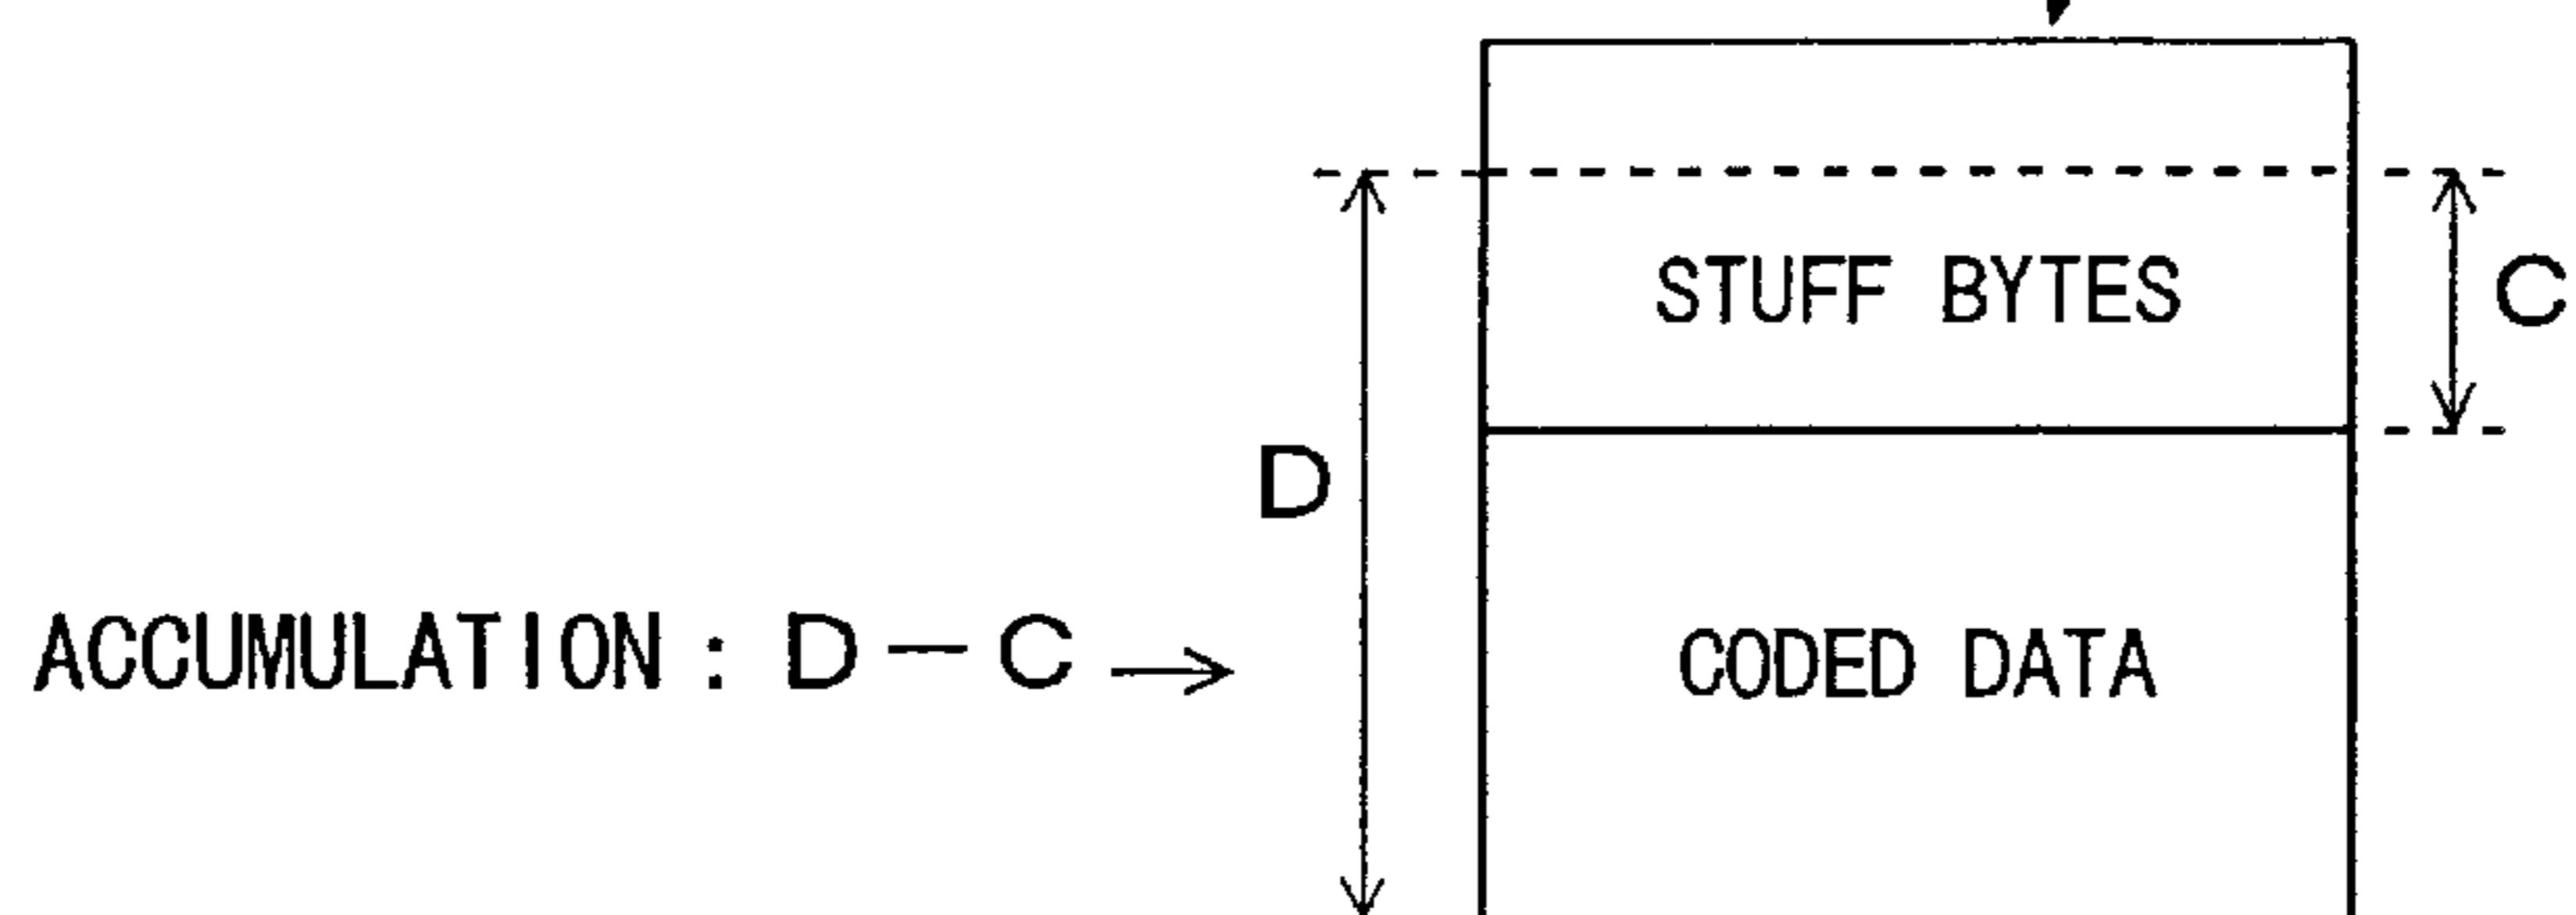 STUFF BYTES
C
D
ACCUMULATION : D − C →
CODED DATA